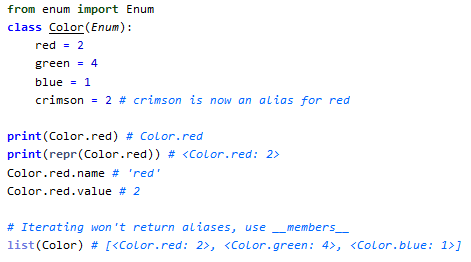 from enum import Enum
class Color(Enum):
    red = 2
    green = 4
    blue = 1
    crimson = 2 # crimson is now an alias for red

print(Color.red) # Color.red
print(repr(Color.red)) # <Color.red: 2>
Color.red.name # 'red'
Color.red.value # 2

# Iterating won't return aliases, use __members__
list(Color) # [<Color.red: 2>, <Color.green: 4>, <Color.blue: 1>]